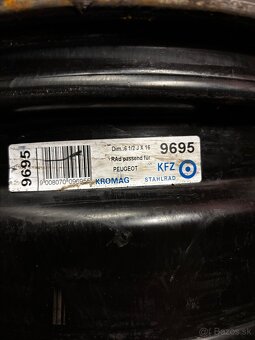 9695
Dim.:6 1/2 J X 16
RAd passend für
PEUGEOT
9695
KFZ
KROMAG STAHLRAD
bazos.sk